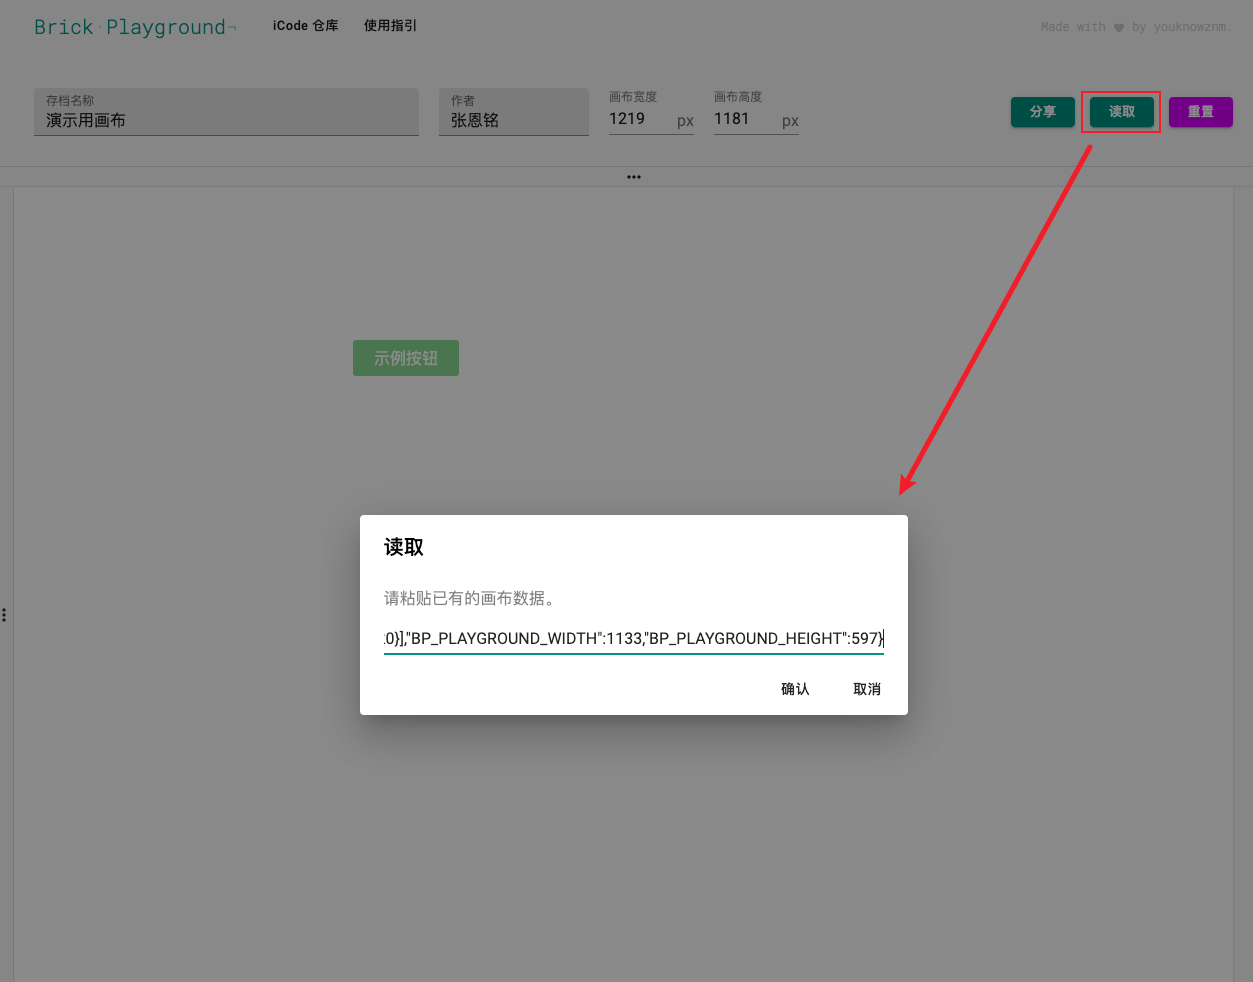 Brick·Playground¬
iCode 仓库
使用指引
Made with ♥ by youknowznm.
存档名称
演示用画布
作者
张恩铭
画布宽度
1219 px
画布高度
1181 px
分享
读取
重置
示例按钮
读取
请粘贴已有的画布数据。
:0}],"BP_PLAYGROUND_WIDTH":1133,"BP_PLAYGROUND_HEIGHT":597}
确认
取消